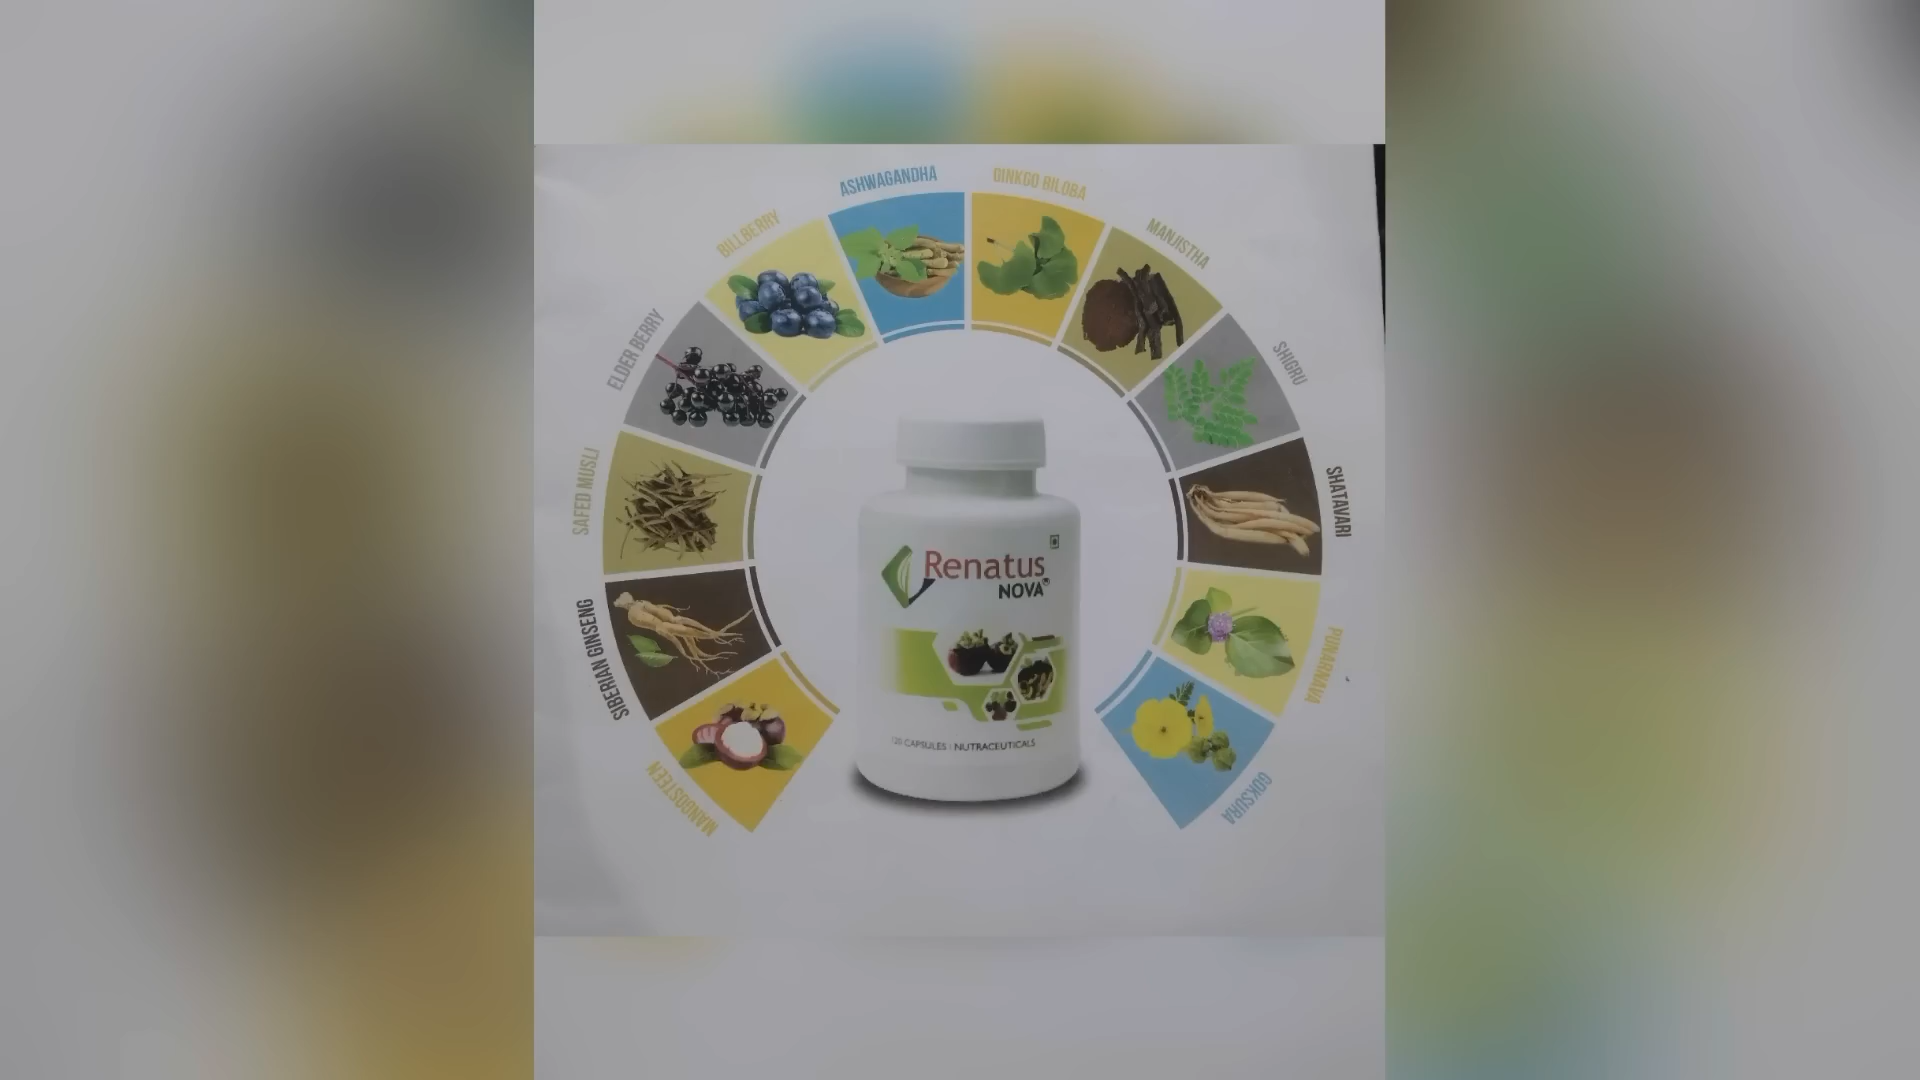 ASHWAGANDHA
GINKGO BILOBA
BILLBERRY
MANJISTHA
ELDER BERRY
SHIGRU
SAFED MUSLI
SHATAVARI
SIBERIAN GINSENG
PUNARNAVA
MANGOSTEEN
GOKSURA
Renatus
NOVA®
120 CAPSULES | NUTRACEUTICALS